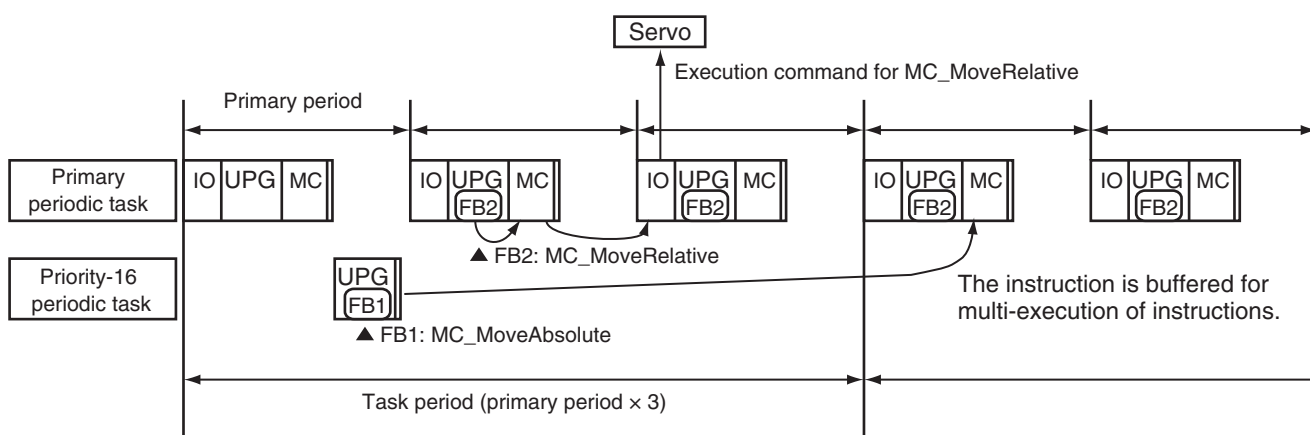 Servo
Execution command for MC_MoveRelative
Primary period
Primary
periodic task
IO UPG MC
IO UPG MC
FB2
IO UPG MC
FB2
IO UPG MC
FB2
IO UPG MC
FB2
▲ FB2: MC_MoveRelative
Priority-16
periodic task
UPG
FB1
▲ FB1: MC_MoveAbsolute
The instruction is buffered for
multi-execution of instructions.
Task period (primary period × 3)